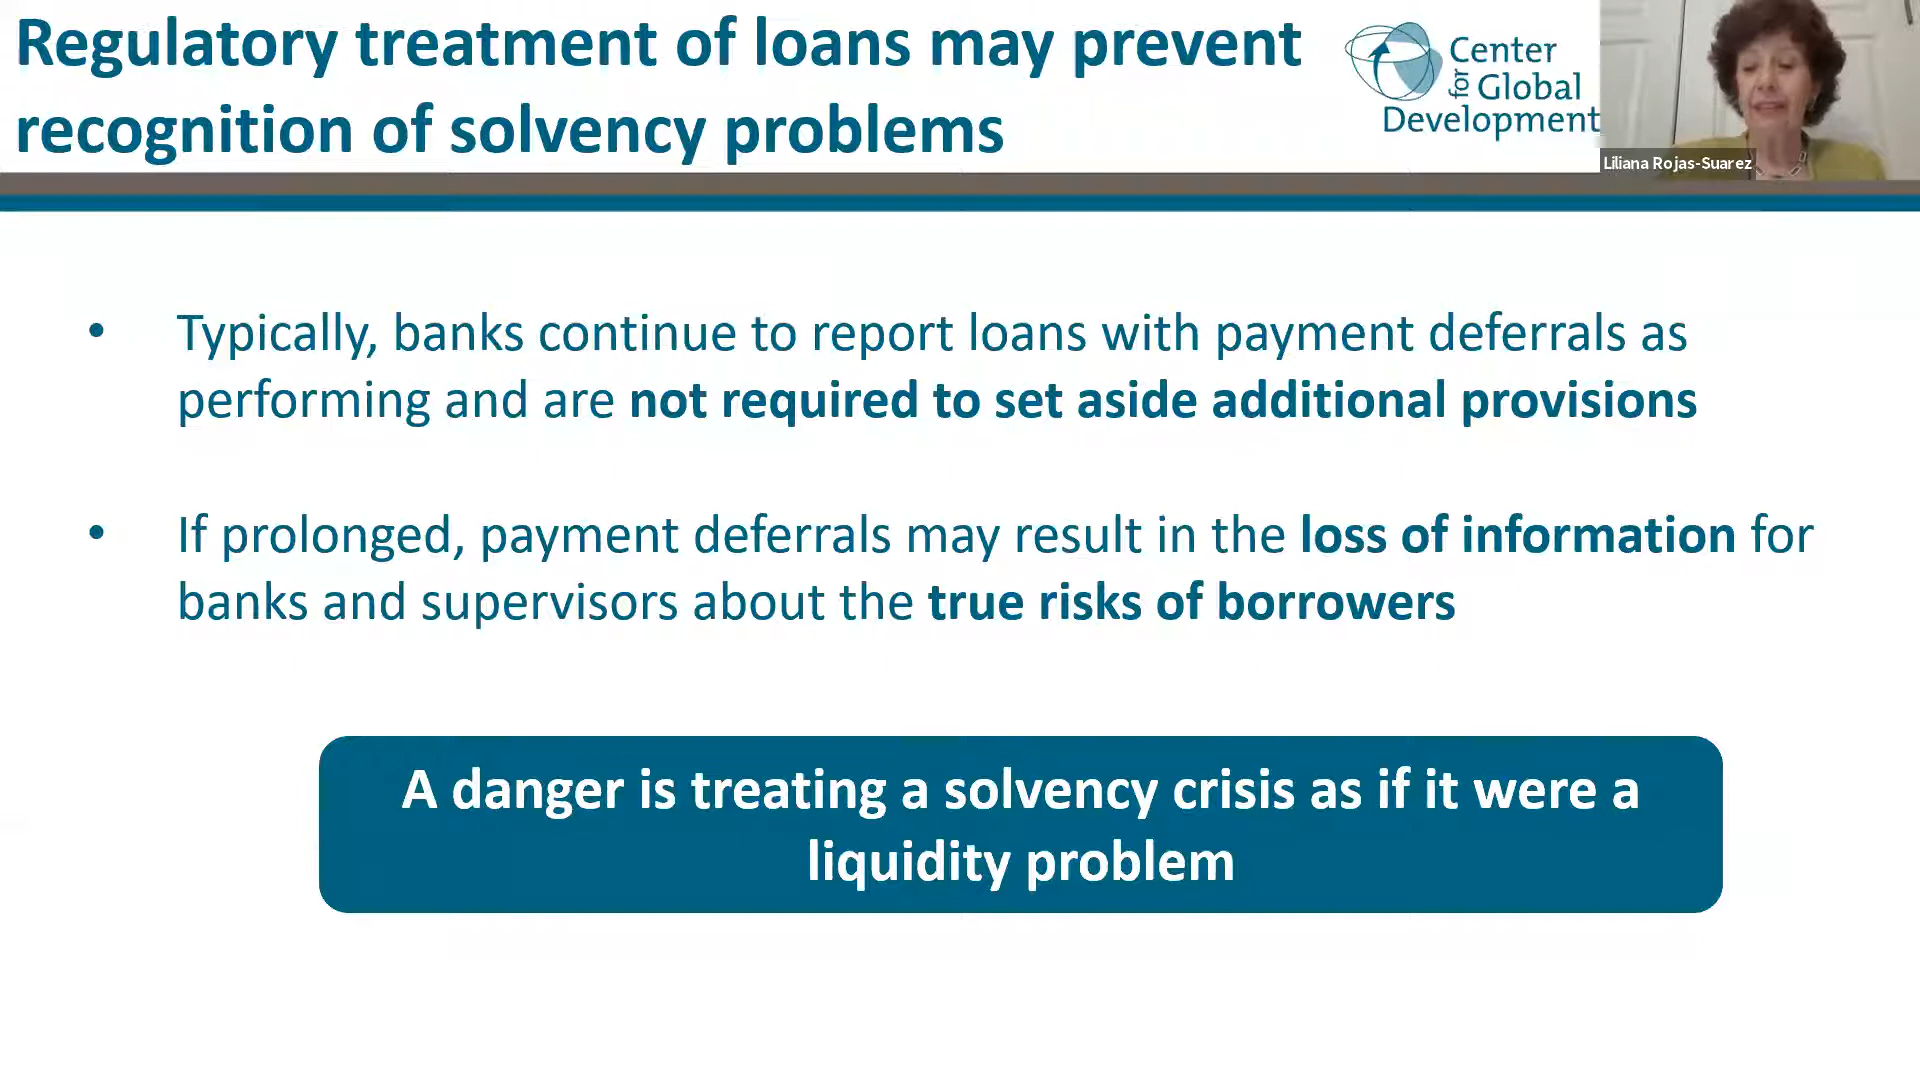 Regulatory treatment of loans may prevent
recognition of solvency problems
Center
for Global
Development
Liliana Rojas-Suarez
• Typically, banks continue to report loans with payment deferrals as
performing and are not required to set aside additional provisions
• If prolonged, payment deferrals may result in the loss of information for
banks and supervisors about the true risks of borrowers
A danger is treating a solvency crisis as if it were a
liquidity problem